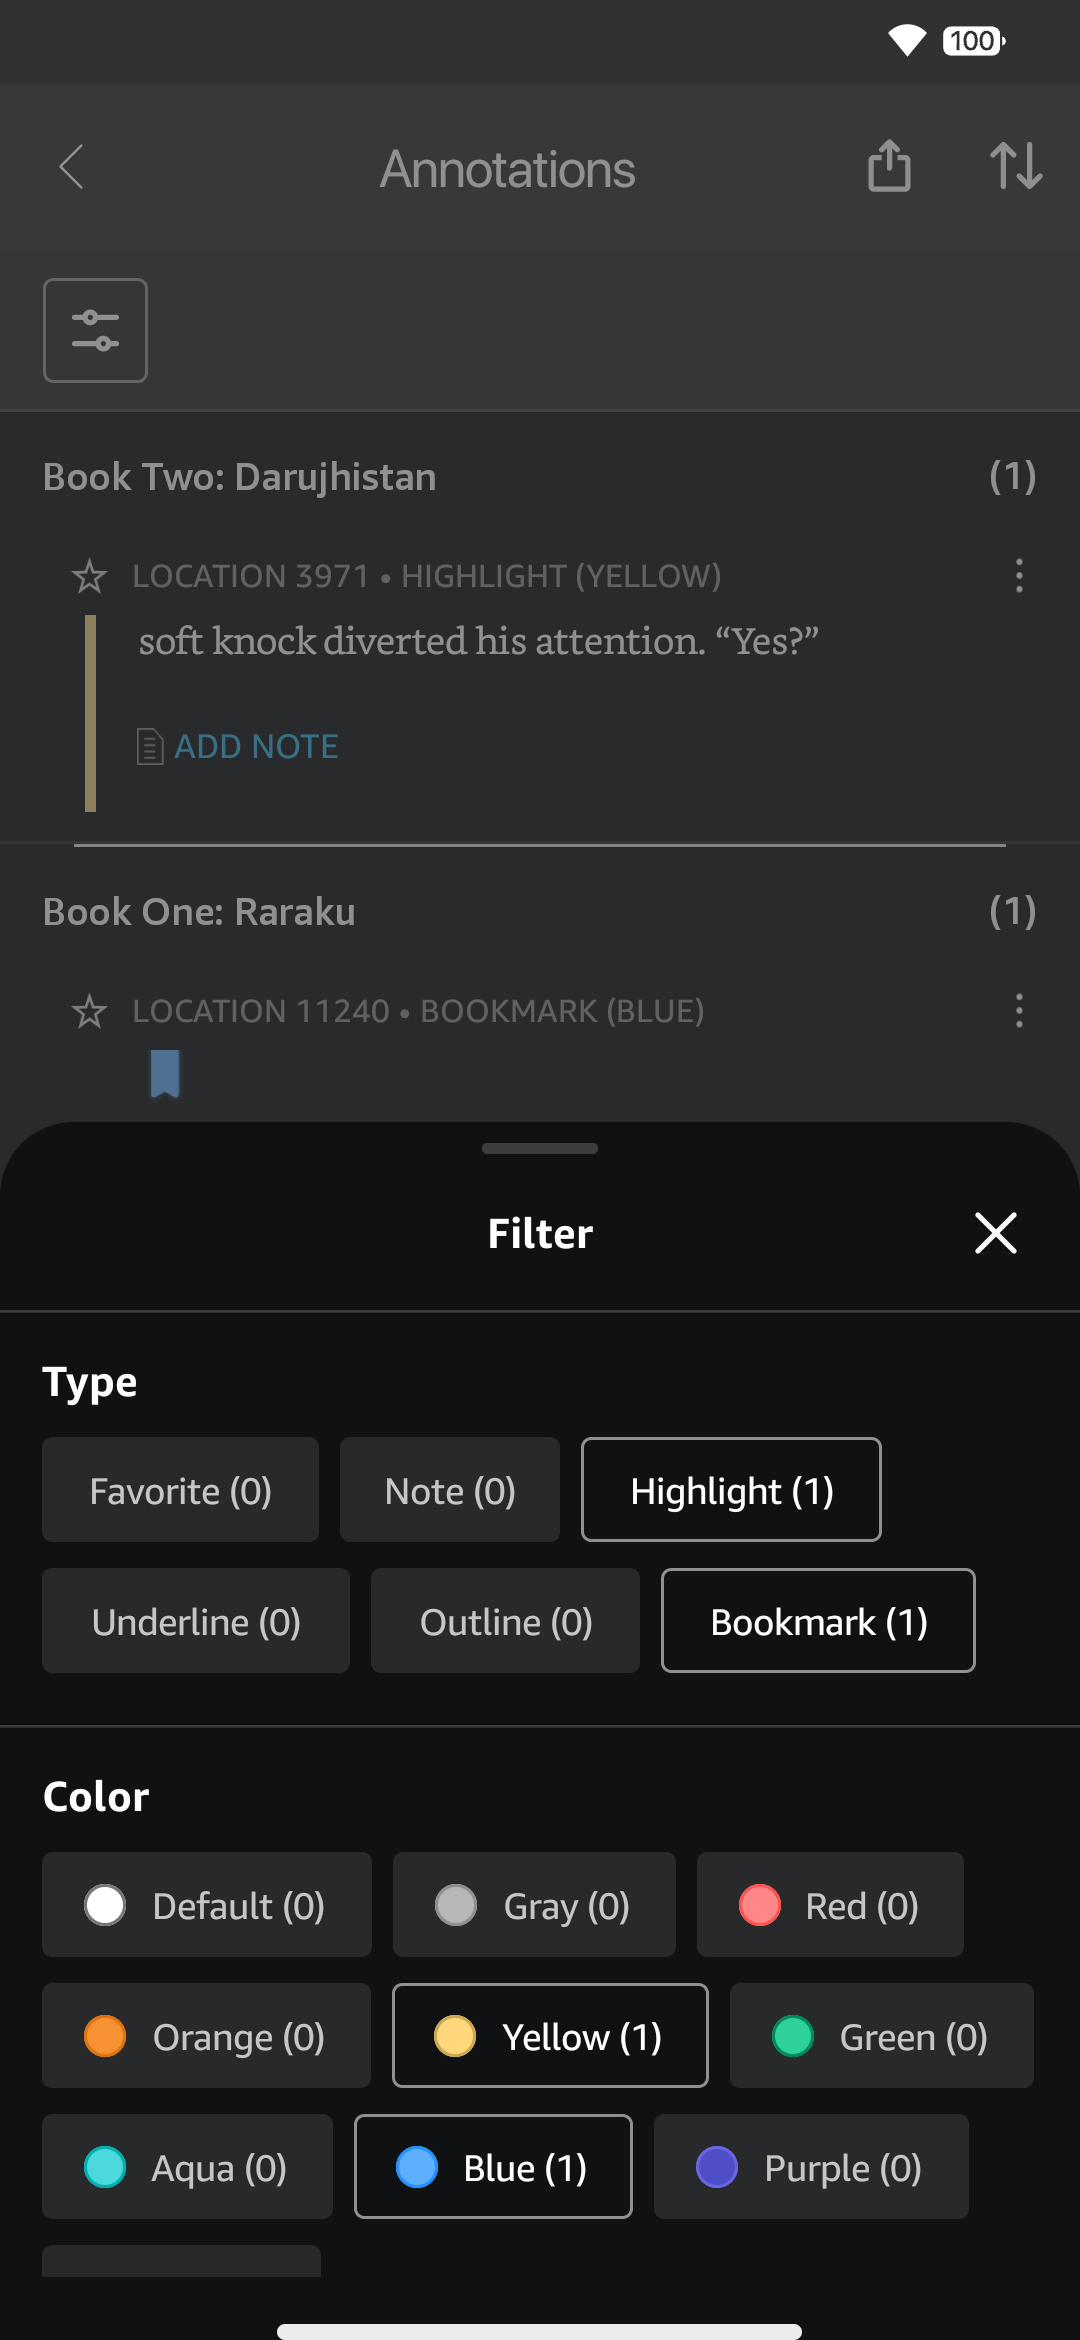 100
Annotations
Book Two: Darujhistan (1)
LOCATION 3971 • HIGHLIGHT (YELLOW)
soft knock diverted his attention. “Yes?”
ADD NOTE
Book One: Raraku (1)
LOCATION 11240 • BOOKMARK (BLUE)
Filter
Type
Favorite (0) Note (0) Highlight (1)
Underline (0) Outline (0) Bookmark (1)
Color
Default (0) Gray (0) Red (0)
Orange (0) Yellow (1) Green (0)
Aqua (0) Blue (1) Purple (0)